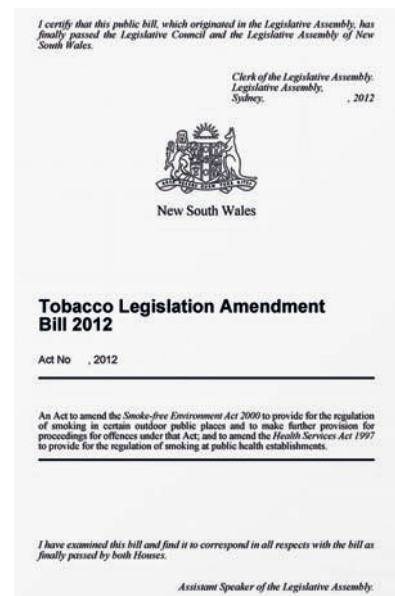 I certify that this public bill, which originated in the Legislative Assembly, has
finally passed the Legislative Council and the Legislative Assembly of New
South Wales.
Clerk of the Legislative Assembly.
Legislative Assembly,
Sydney, , 2012
New South Wales
Tobacco Legislation Amendment
Bill 2012
Act No , 2012
An Act to amend the Smoke-free Environment Act 2000 to provide for the regulation
of smoking in certain outdoor public places and to make further provision for
proceedings for offences under that Act; and to amend the Health Services Act 1997
to provide for the regulation of smoking at public health establishments.
I have examined this bill and find it to correspond in all respects with the bill as
finally passed by both Houses.
Assistant Speaker of the Legislative Assembly.